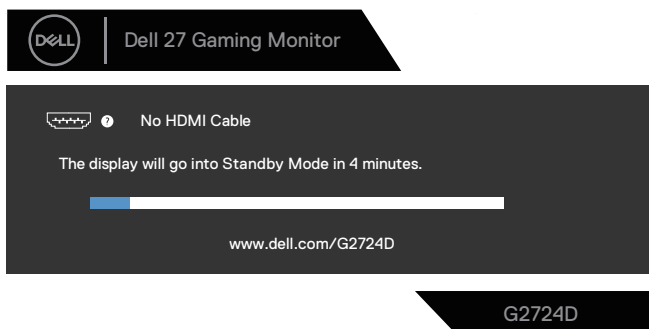 DELL
Dell 27 Gaming Monitor
? No HDMI Cable
The display will go into Standby Mode in 4 minutes.
www.dell.com/G2724D
G2724D